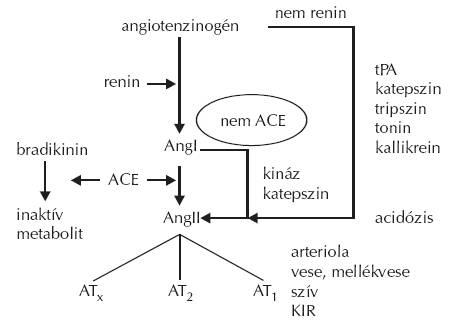 nem renin
angiotenzinogén
tPA
katepszin
tripszin
tonin
kallikrein
renin
nem ACE
AngI
bradikinin
kináz
katepszin
ACE
inaktív
metabolit
AngII
acidózis
arteriola
vese, mellékvese
szív
KIR
ATx
AT2
AT1